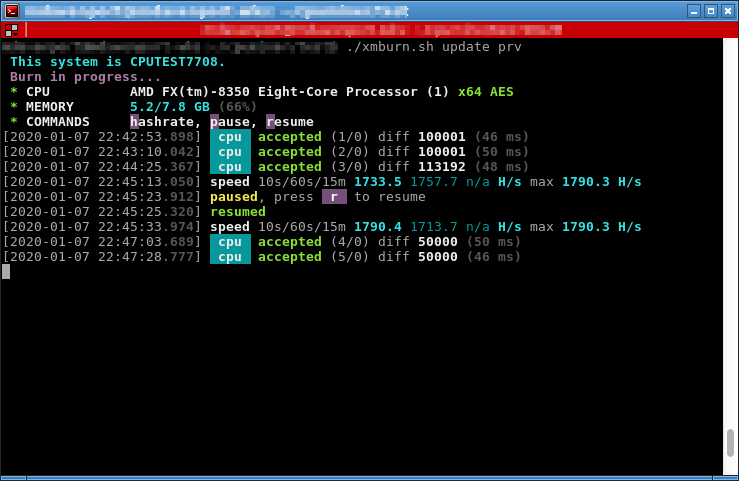 ./xmburn.sh update prv
This system is CPUTEST7708.
Burn in progress...
* CPU AMD FX(tm)-8350 Eight-Core Processor (1) x64 AES
* MEMORY 5.2/7.8 GB (66%)
* COMMANDS hashrate, pause, resume
[2020-01-07 22:42:53.898] cpu accepted (1/0) diff 100001 (46 ms)
[2020-01-07 22:43:10.042] cpu accepted (2/0) diff 100001 (50 ms)
[2020-01-07 22:44:25.367] cpu accepted (3/0) diff 113192 (48 ms)
[2020-01-07 22:45:13.050] speed 10s/60s/15m 1733.5 1757.7 n/a H/s max 1790.3 H/s
[2020-01-07 22:45:23.912] paused, press r to resume
[2020-01-07 22:45:25.320] resumed
[2020-01-07 22:45:33.974] speed 10s/60s/15m 1790.4 1713.7 n/a H/s max 1790.3 H/s
[2020-01-07 22:47:03.689] cpu accepted (4/0) diff 50000 (50 ms)
[2020-01-07 22:47:28.777] cpu accepted (5/0) diff 50000 (46 ms)